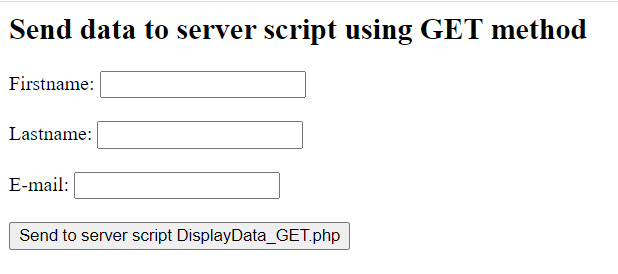 Send data to server script using GET method
Firstname:
Lastname:
E-mail:
Send to server script DisplayData_GET.php